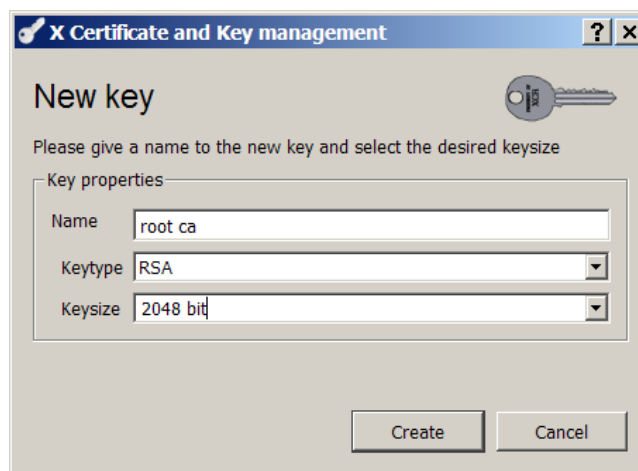 X Certificate and Key management
New key
Please give a name to the new key and select the desired keysize
Key properties
Name root ca
Keytype RSA
Keysize 2048 bit
Create Cancel